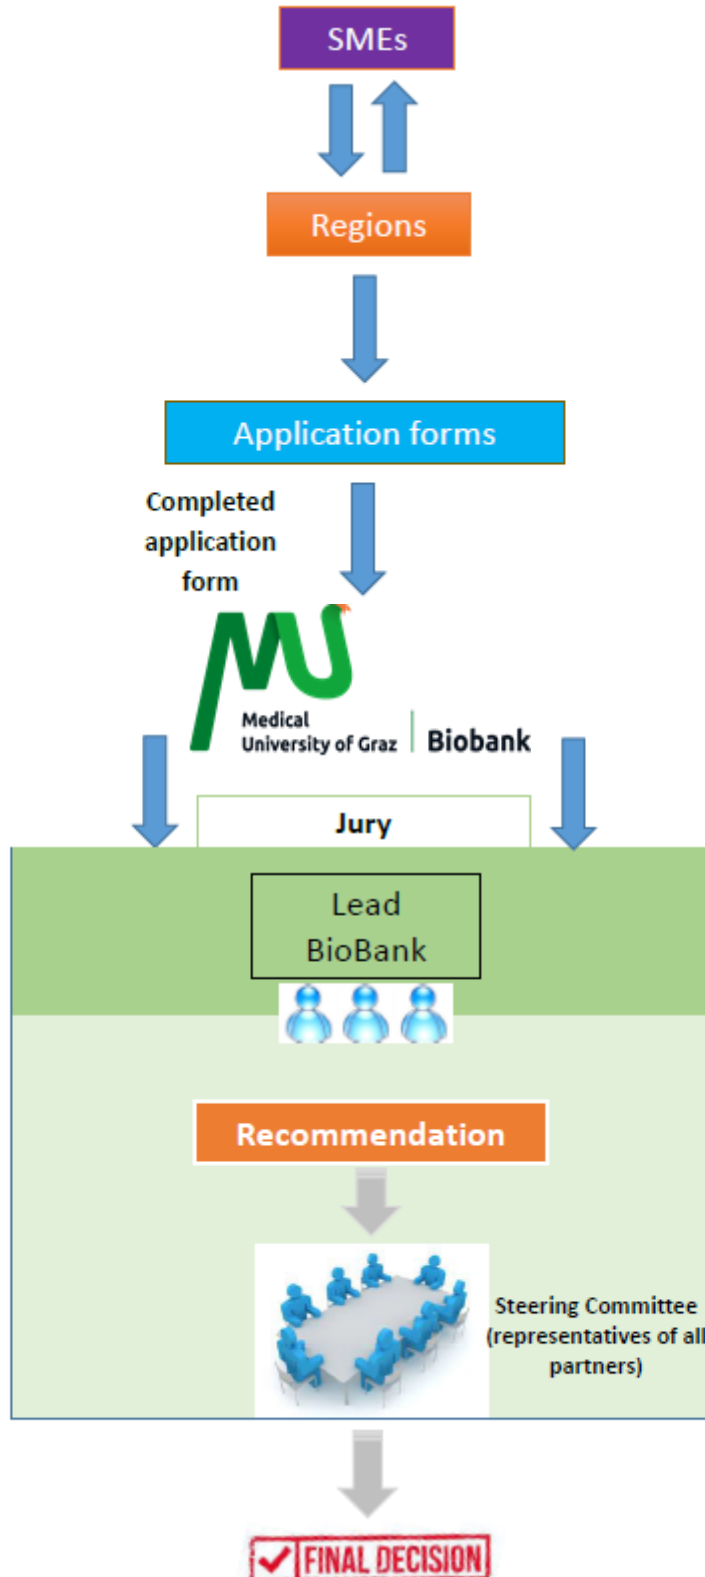 SMEs
Regions
Application forms
Completed
application
form
Medical
University of Graz
Biobank
Jury
Lead
BioBank
Recommendation
Steering Committee
(representatives of all
partners)
FINAL DECISION